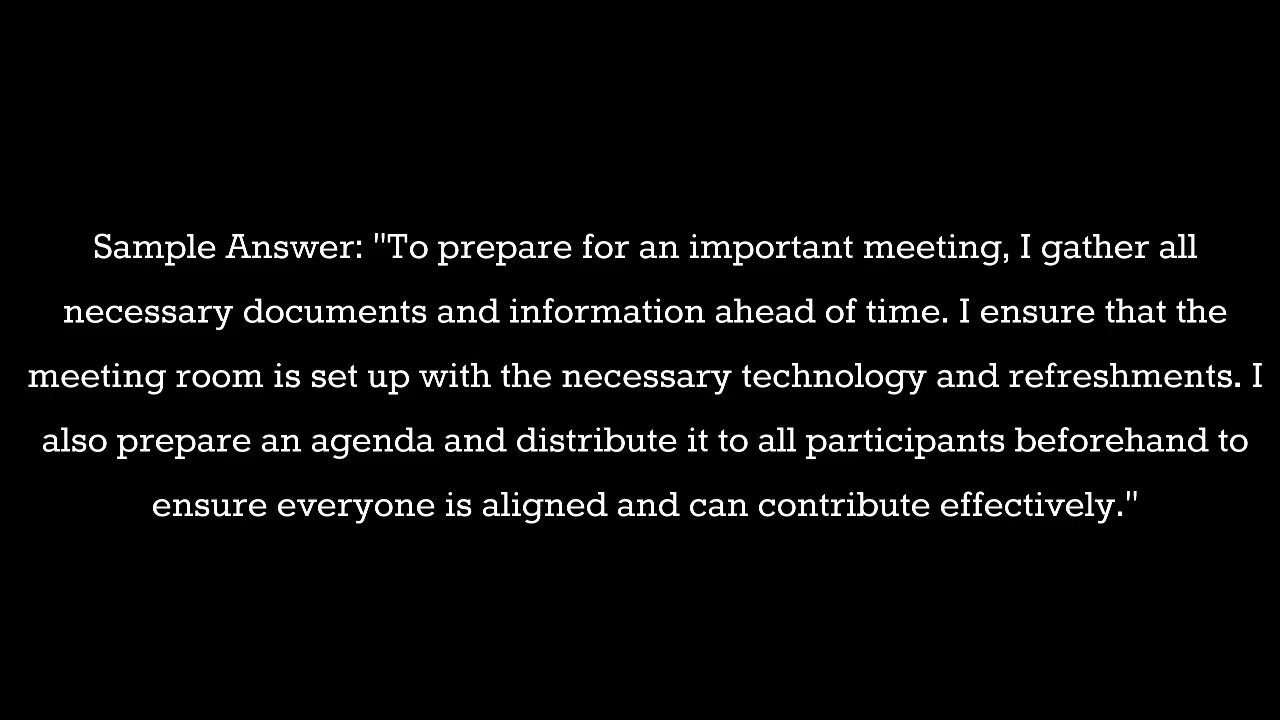 Sample Answer: "To prepare for an important meeting, I gather all
necessary documents and information ahead of time. I ensure that the
meeting room is set up with the necessary technology and refreshments. I
also prepare an agenda and distribute it to all participants beforehand to
ensure everyone is aligned and can contribute effectively."